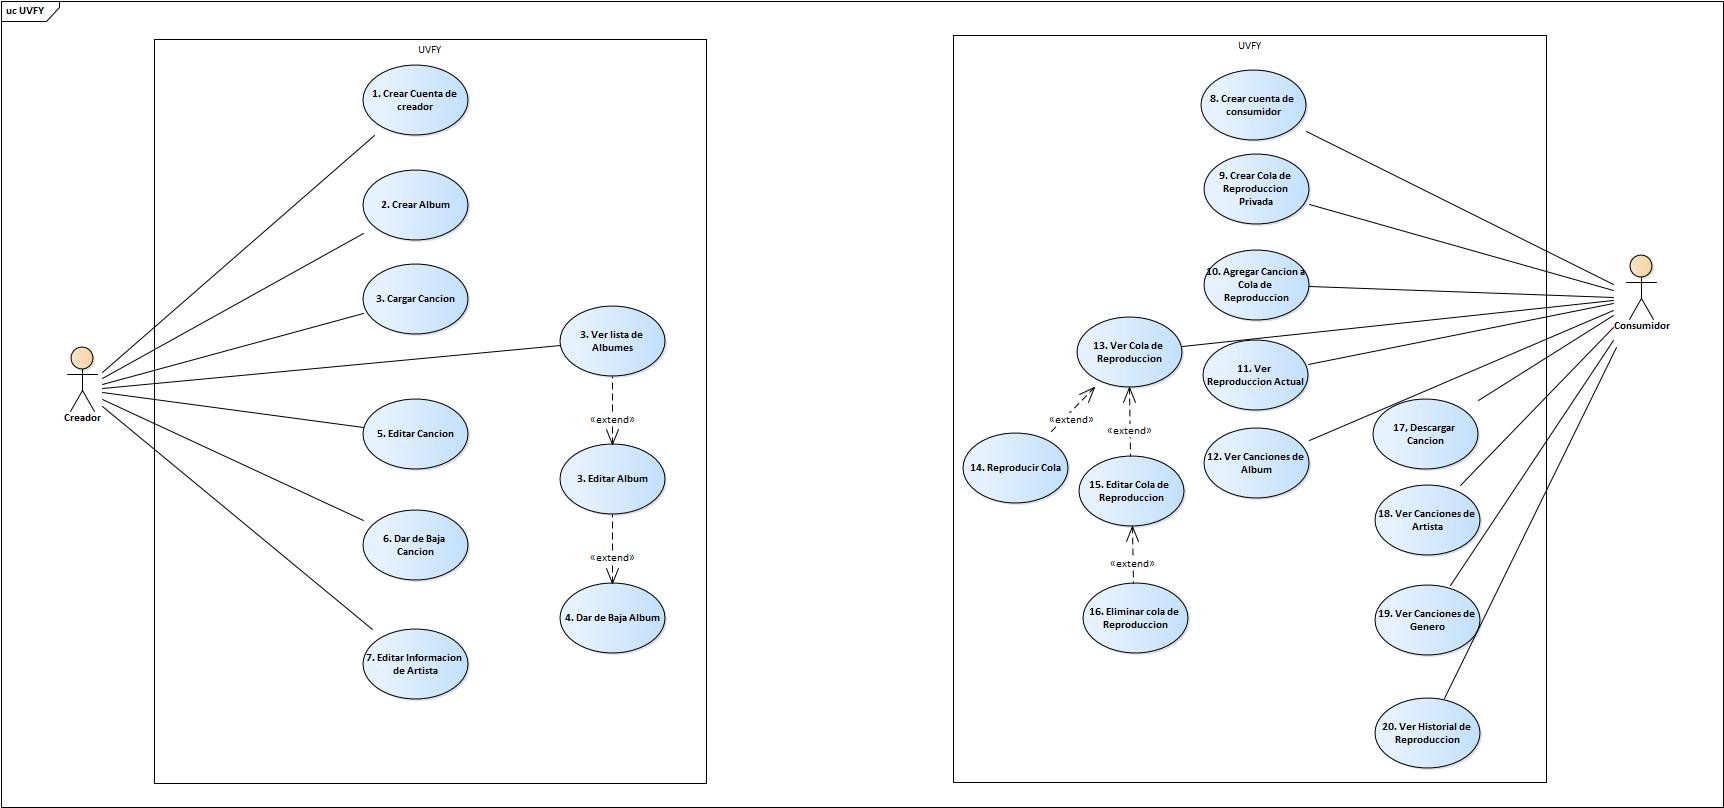 uc UVFY
UVFY
1. Crear Cuenta de
creador
2. Crear Album
3. Cargar Cancion
3. Ver lista de
Albumes
«extend»
5. Editar Cancion
3. Editar Album
«extend»
6. Dar de Baja
Cancion
4. Dar de Baja Album
7. Editar Informacion
de Artista
Creador
UVFY
8. Crear cuenta de
consumidor
9. Crear Cola de
Reproduccion
Privada
10. Agregar Cancion a
Cola de
Reproduccion
13. Ver Cola de
Reproduccion
11. Ver
Reproduccion Actual
«extend»
«extend»
14. Reproducir Cola
15. Editar Cola de
Reproduccion
12. Ver Canciones de
Album
17, Descargar
Cancion
18. Ver Canciones de
Artista
«extend»
16. Eliminar cola de
Reproduccion
19. Ver Canciones de
Genero
20. Ver Historial de
Reproduccion
Consumidor